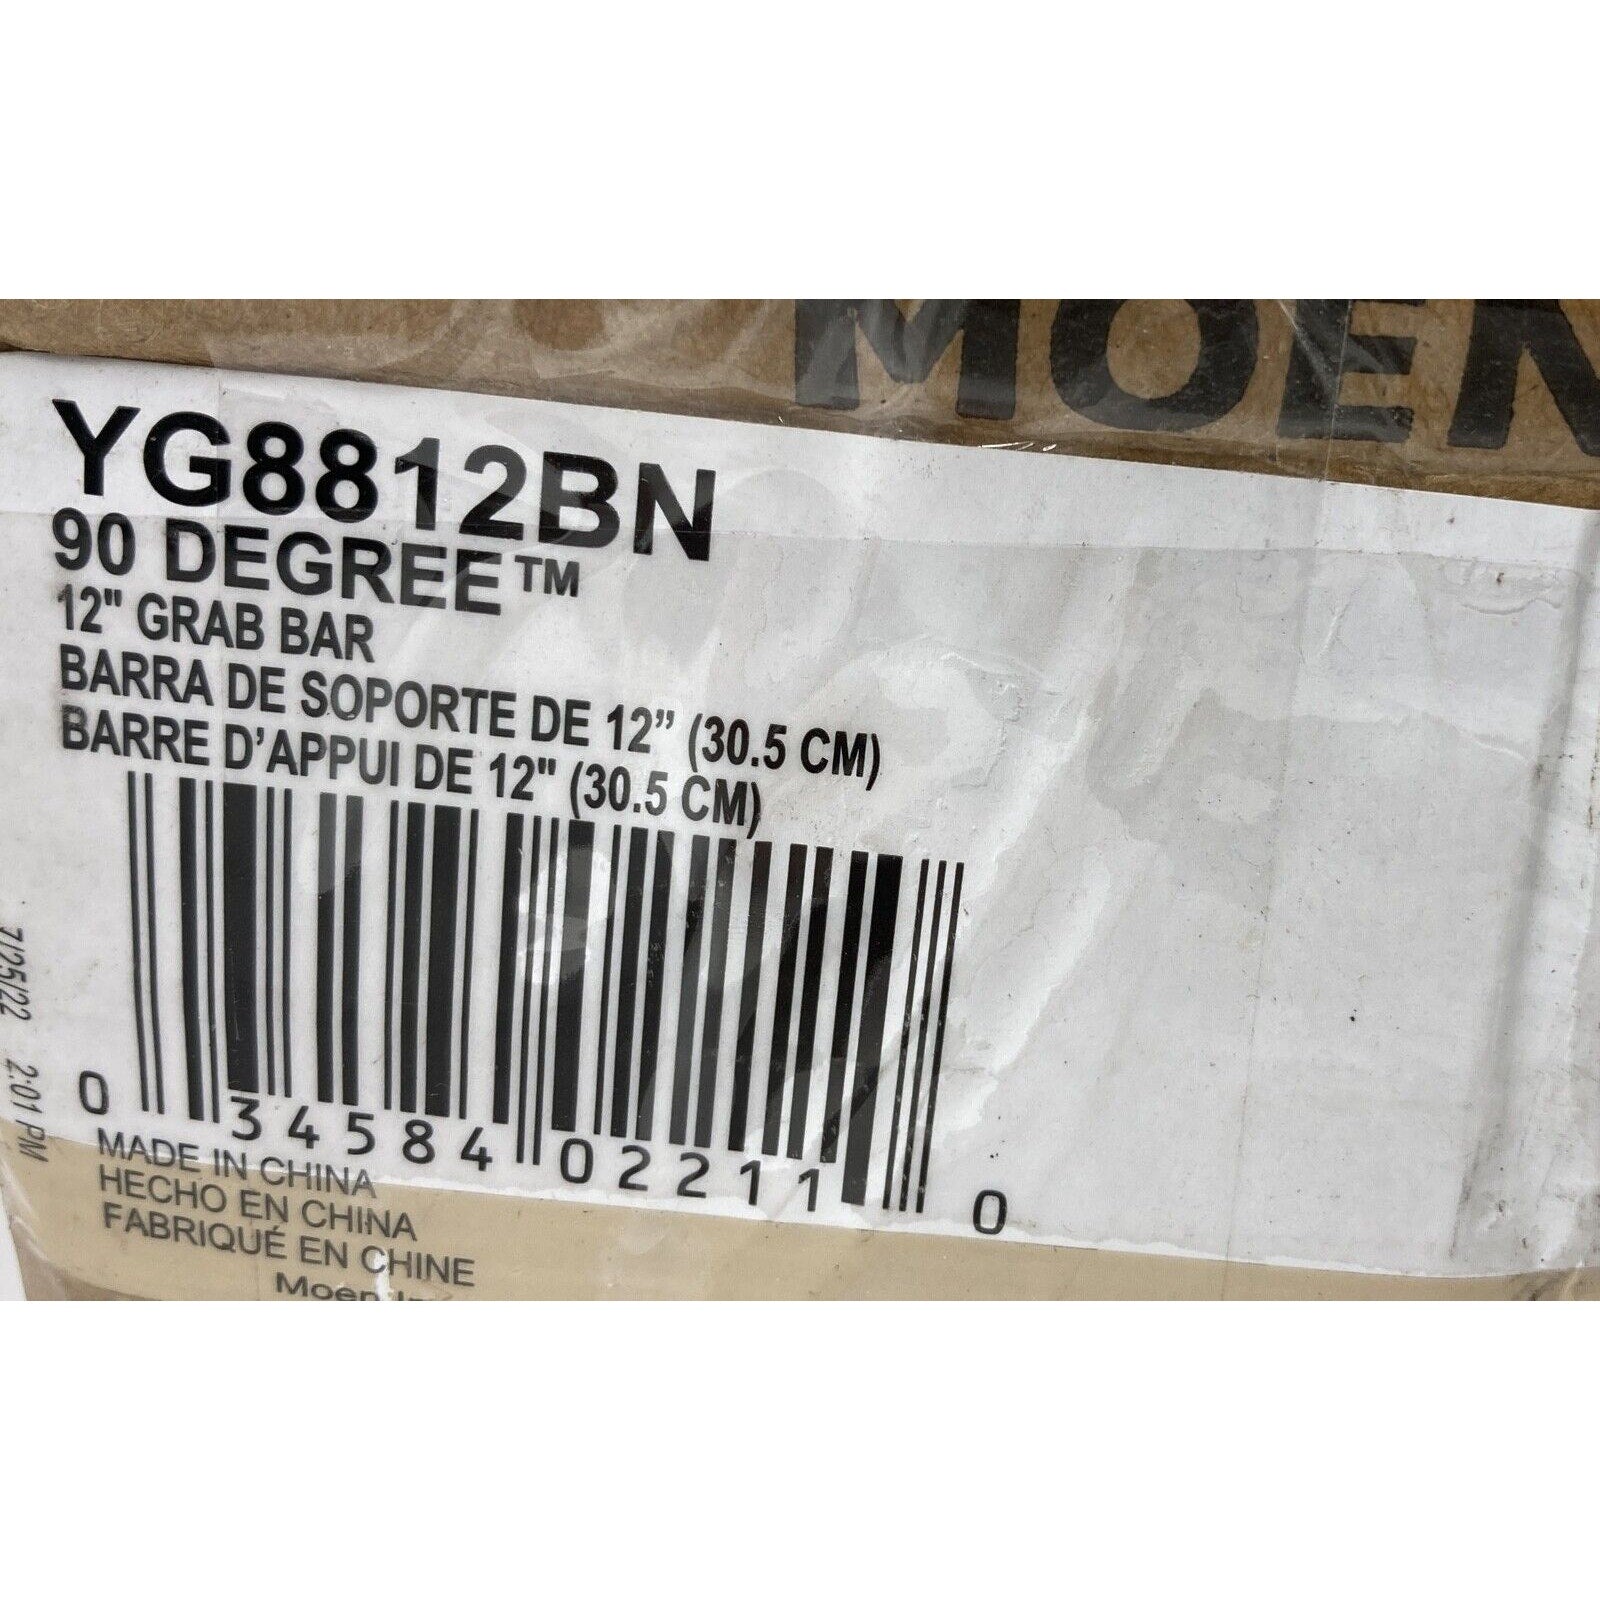 MOEN
YG8812BN
90 DEGREE™
12" GRAB BAR
BARRA DE SOPORTE DE 12” (30.5 CM)
BARRE D’APPUI DE 12" (30.5 CM)
0 34584 02211 0
7/25/22 2:01 PM
MADE IN CHINA
HECHO EN CHINA
FABRIQUÉ EN CHINE
Moen